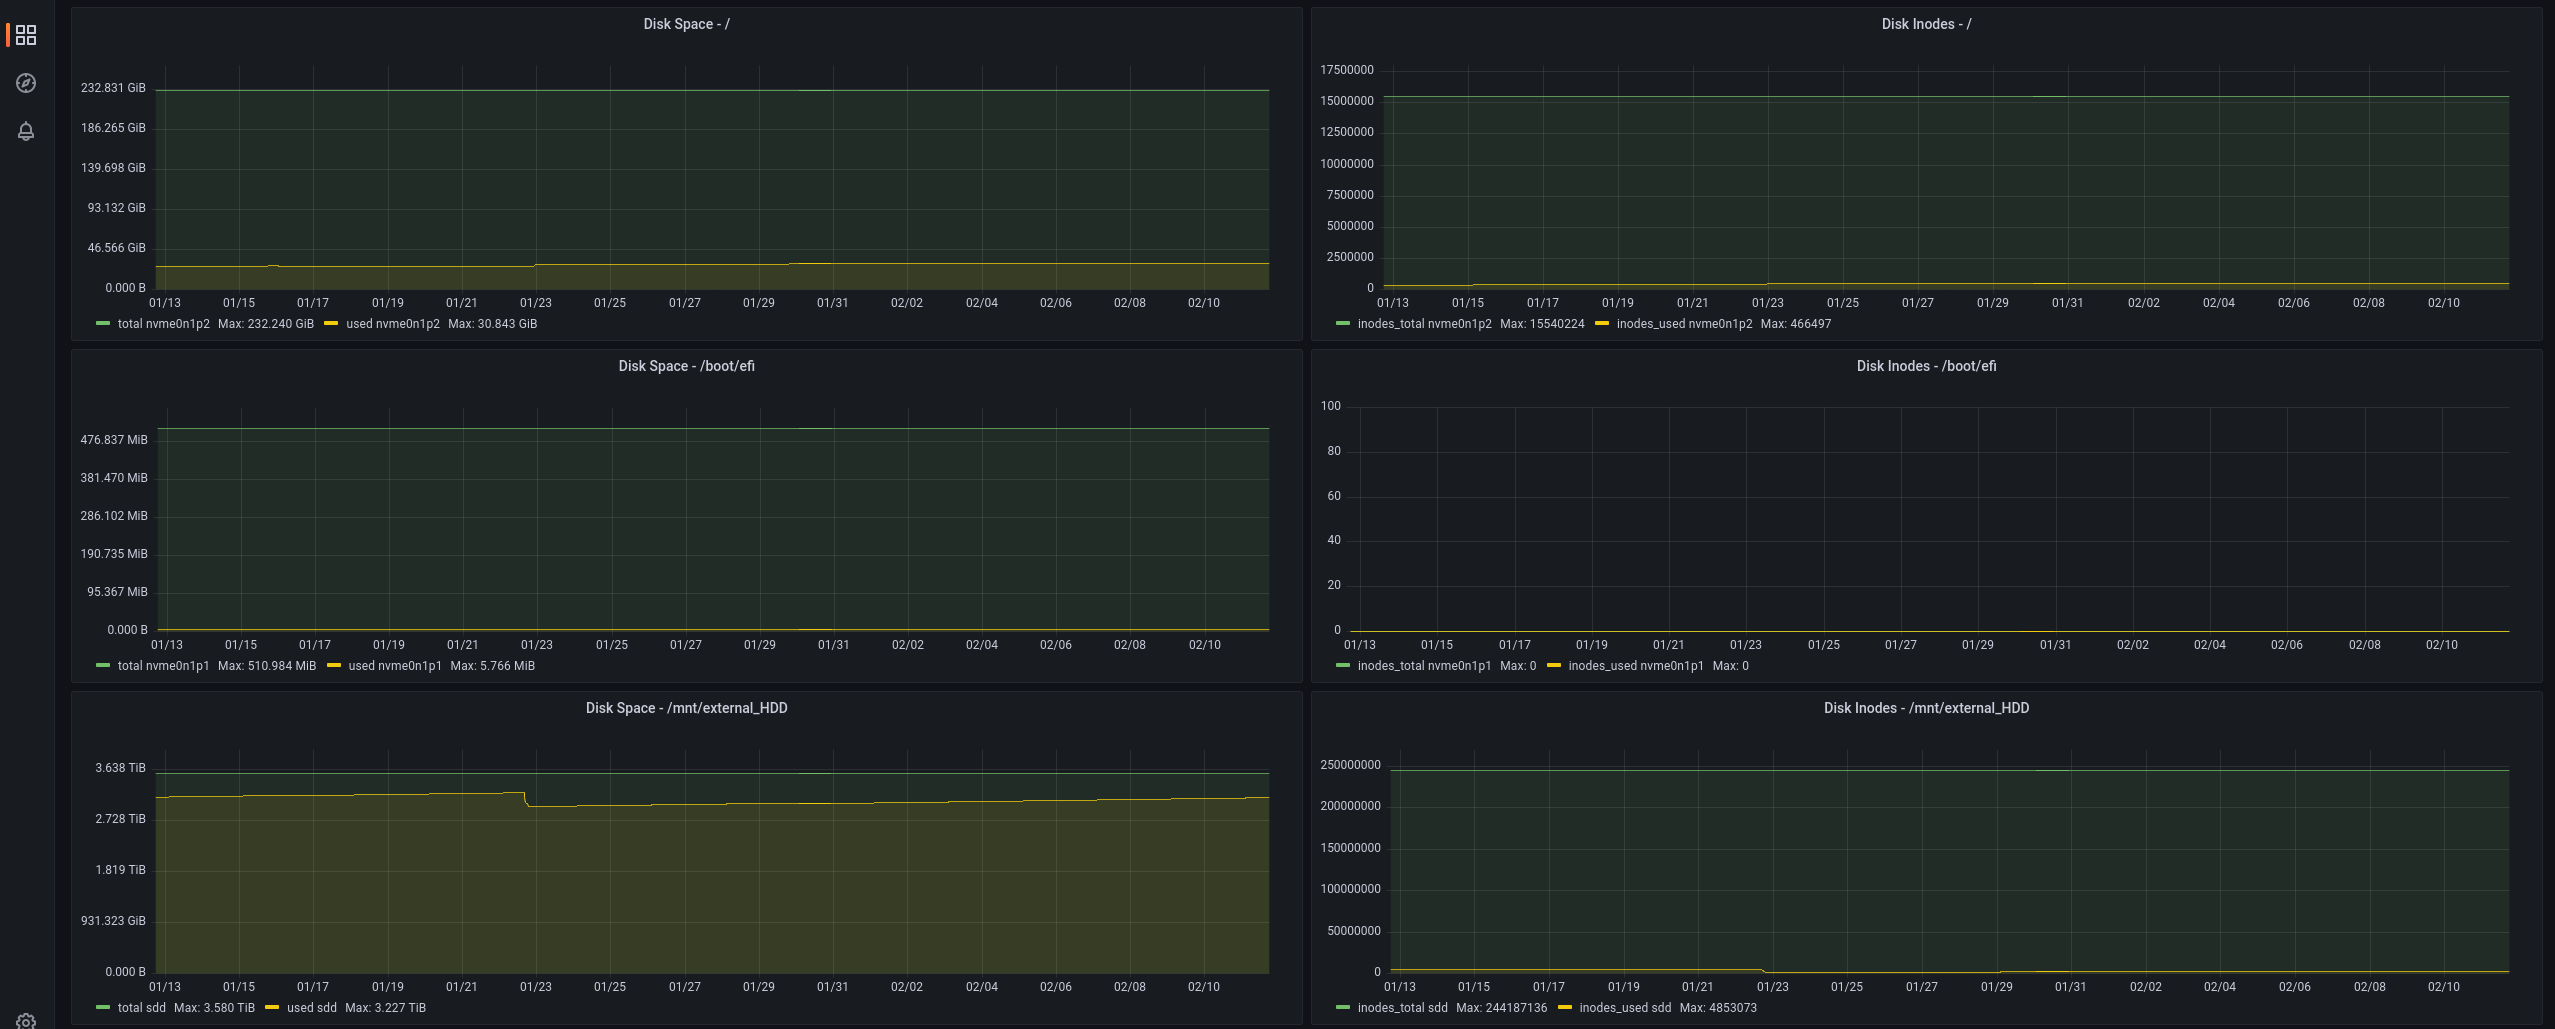 Disk Space - /
232.831 GiB
186.265 GiB
139.698 GiB
93.132 GiB
46.566 GiB
0.000 B
01/13 01/15 01/17 01/19 01/21 01/23 01/25 01/27 01/29 01/31 02/02 02/04 02/06 02/08 02/10
total nvme0n1p2 Max: 232.240 GiB used nvme0n1p2 Max: 30.843 GiB
Disk Inodes - /
17500000
15000000
12500000
10000000
7500000
5000000
2500000
0
01/13 01/15 01/17 01/19 01/21 01/23 01/25 01/27 01/29 01/31 02/02 02/04 02/06 02/08 02/10
inodes_total nvme0n1p2 Max: 15540224 inodes_used nvme0n1p2 Max: 466497
Disk Space - /boot/efi
476.837 MiB
381.470 MiB
286.102 MiB
190.735 MiB
95.367 MiB
0.000 B
01/13 01/15 01/17 01/19 01/21 01/23 01/25 01/27 01/29 01/31 02/02 02/04 02/06 02/08 02/10
total nvme0n1p1 Max: 510.984 MiB used nvme0n1p1 Max: 5.766 MiB
Disk Inodes - /boot/efi
100
80
60
40
20
0
01/13 01/15 01/17 01/19 01/21 01/23 01/25 01/27 01/29 01/31 02/02 02/04 02/06 02/08 02/10
inodes_total nvme0n1p1 Max: 0 inodes_used nvme0n1p1 Max: 0
Disk Space - /mnt/external_HDD
3.638 TiB
2.728 TiB
1.819 TiB
931.323 GiB
0.000 B
01/13 01/15 01/17 01/19 01/21 01/23 01/25 01/27 01/29 01/31 02/02 02/04 02/06 02/08 02/10
total sdd Max: 3.580 TiB used sdd Max: 3.227 TiB
Disk Inodes - /mnt/external_HDD
250000000
200000000
150000000
100000000
50000000
0
01/13 01/15 01/17 01/19 01/21 01/23 01/25 01/27 01/29 01/31 02/02 02/04 02/06 02/08 02/10
inodes_total sdd Max: 244187136 inodes_used sdd Max: 4853073